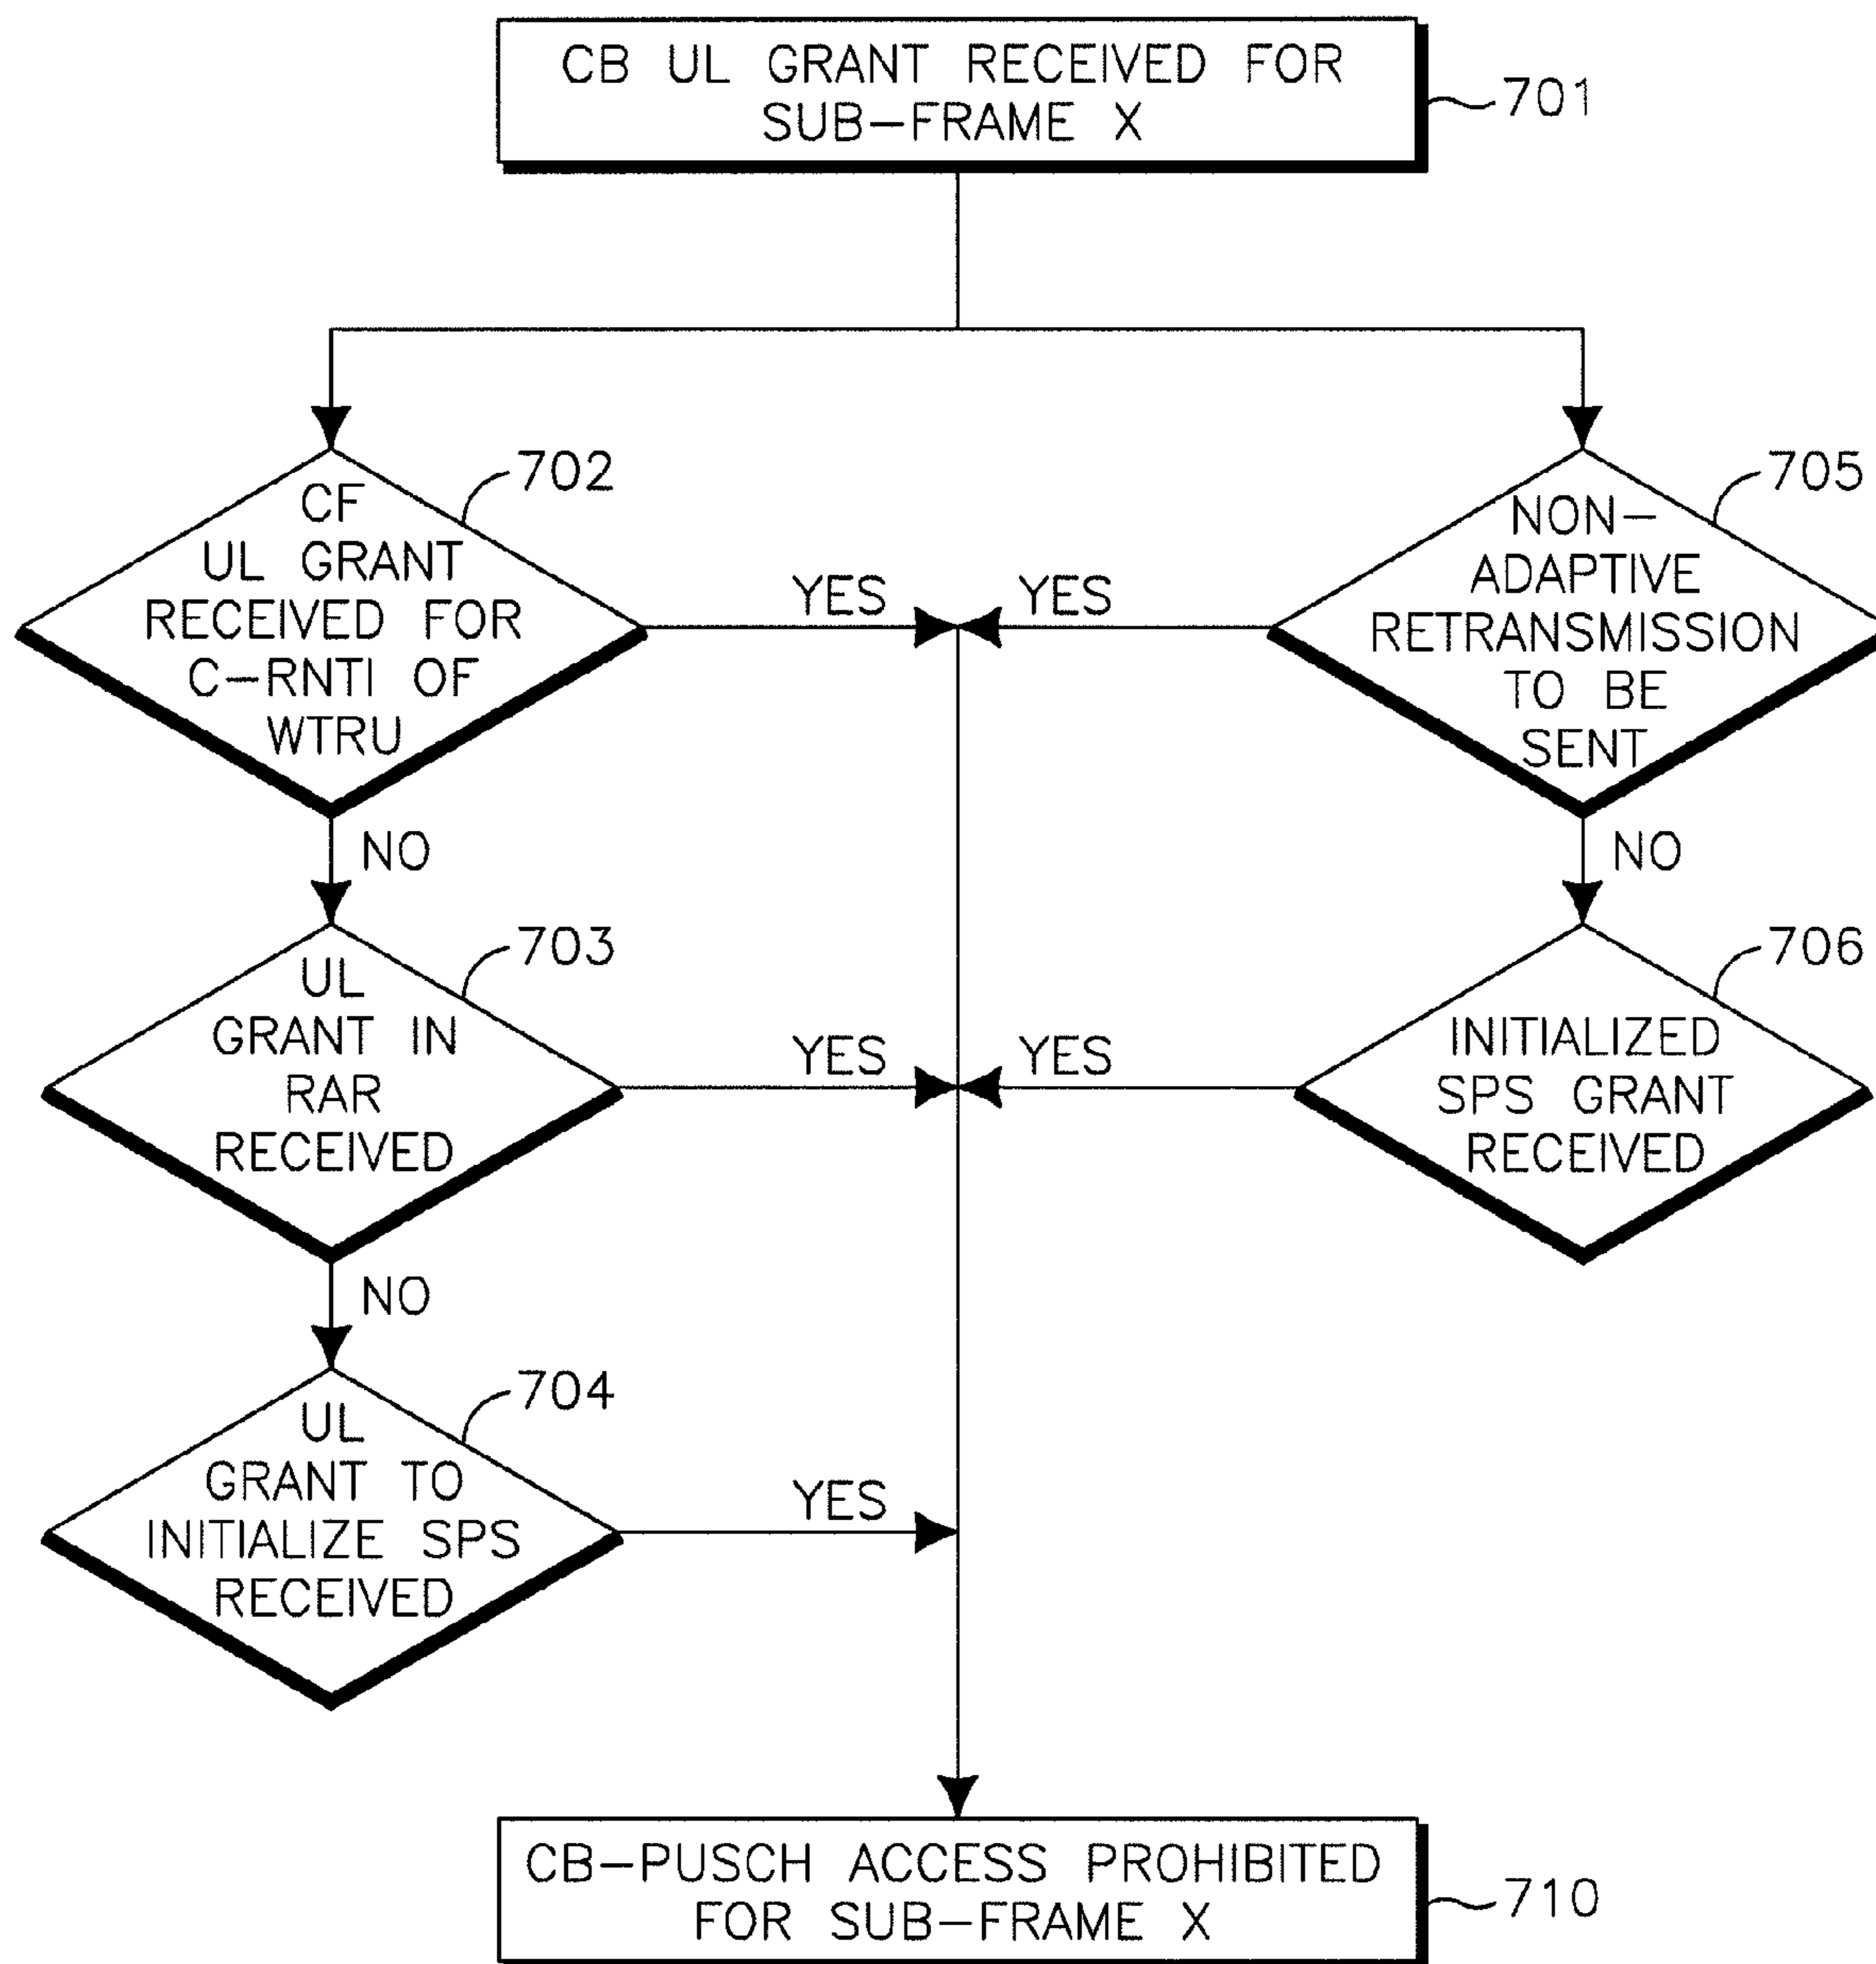 CB UL GRANT RECEIVED FOR
SUB-FRAME X
701
702
CF
UL GRANT
RECEIVED FOR
C-RNTI OF
WTRU
YES
NO
705
NON-
ADAPTIVE
RETRANSMISSION
TO BE
SENT
YES
NO
703
UL
GRANT IN
RAR
RECEIVED
YES
NO
706
INITIALIZED
SPS GRANT
RECEIVED
YES
704
UL
GRANT TO
INITIALIZE SPS
RECEIVED
YES
CB-PUSCH ACCESS PROHIBITED
FOR SUB-FRAME X
710